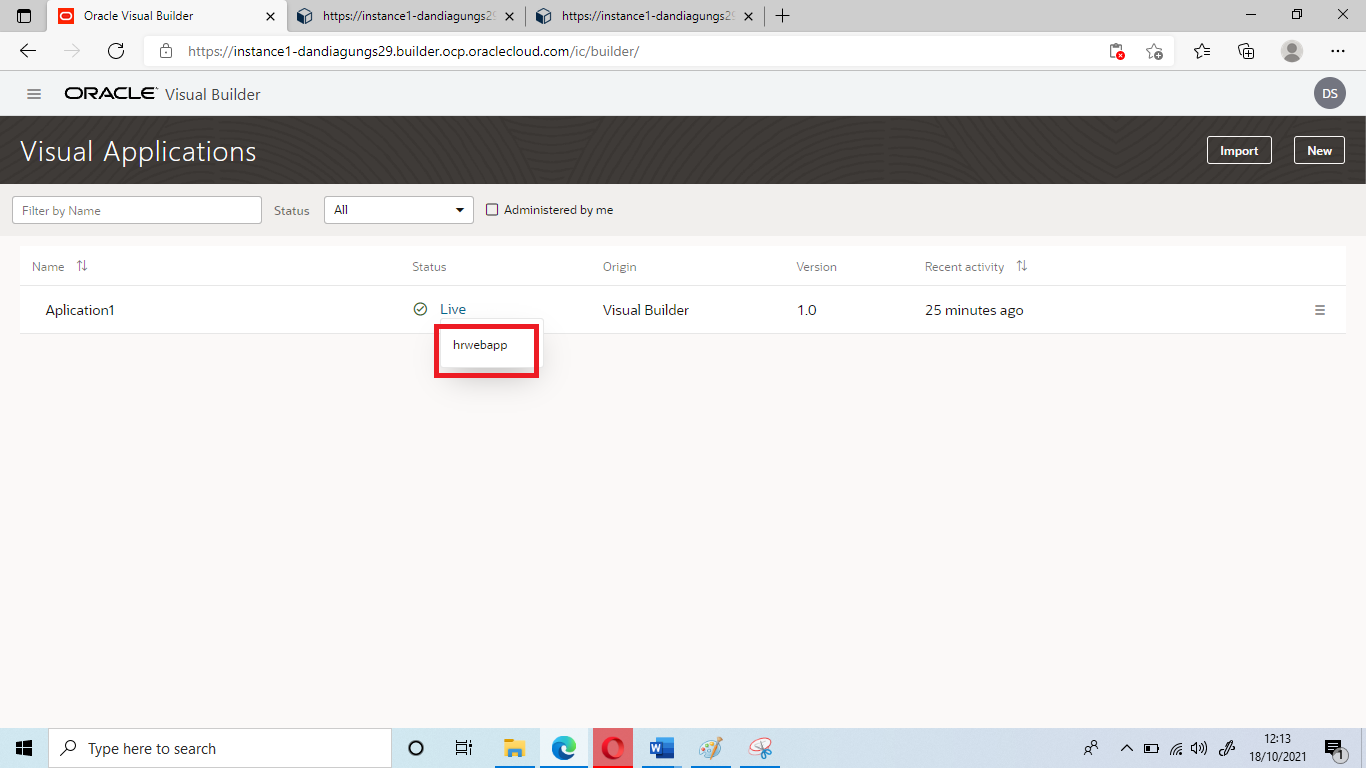 Oracle Visual Builder
https://instance1-dandiagungs29
https://instance1-dandiagungs29
https://instance1-dandiagungs29.builder.ocp.oraclecloud.com/ic/builder/
ORACLE Visual Builder
DS
Visual Applications
Import
New
Filter by Name
Status
All
Administered by me
Name
Status
Origin
Version
Recent activity
Aplication1
Live
Visual Builder
1.0
25 minutes ago
hrwebapp
Type here to search
12:13
18/10/2021
1